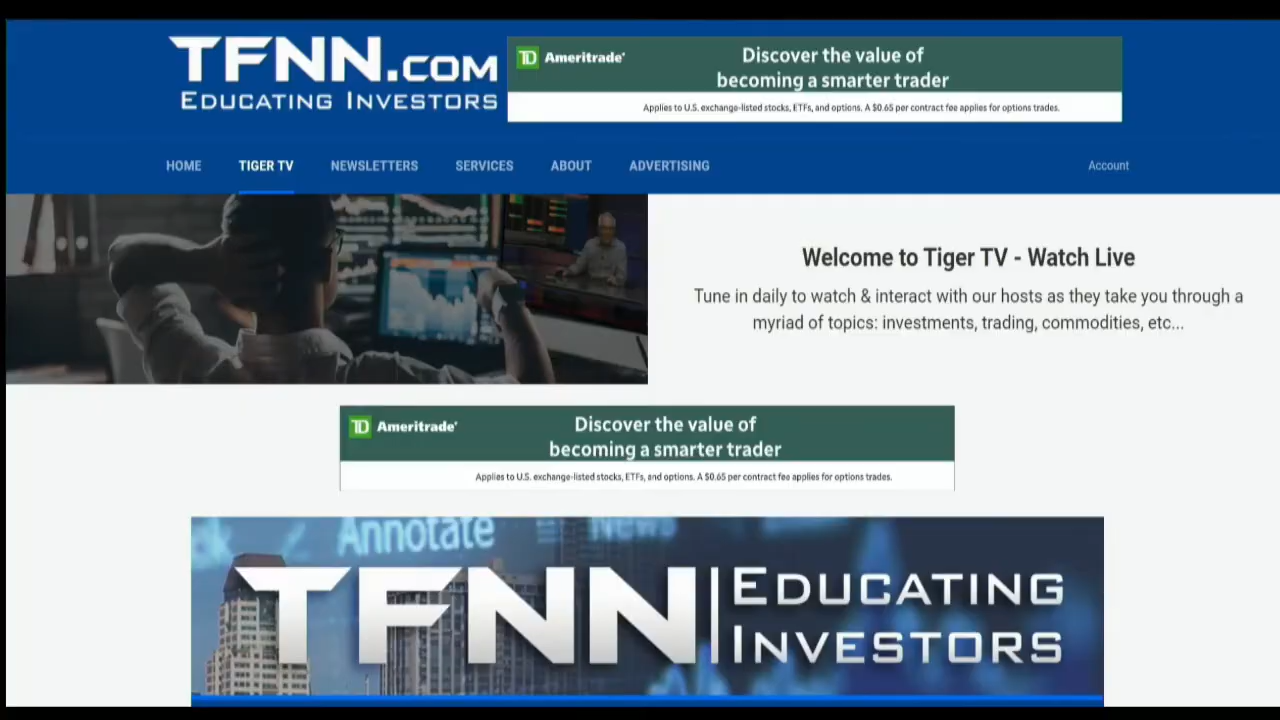 TFNN.COM
EDUCATING INVESTORS
TD Ameritrade
Discover the value of
becoming a smarter trader
Applies to U.S. exchange-listed stocks, ETFs, and options. A $0.65 per contract fee applies for options trades.
HOME TIGER TV NEWSLETTERS SERVICES ABOUT ADVERTISING Account
Welcome to Tiger TV - Watch Live
Tune in daily to watch & interact with our hosts as they take you through a
myriad of topics: investments, trading, commodities, etc...
TD Ameritrade
Discover the value of
becoming a smarter trader
Applies to U.S. exchange-listed stocks, ETFs, and options. A $0.65 per contract fee applies for options trades.
Annotate News
TFNN
EDUCATING
INVESTORS